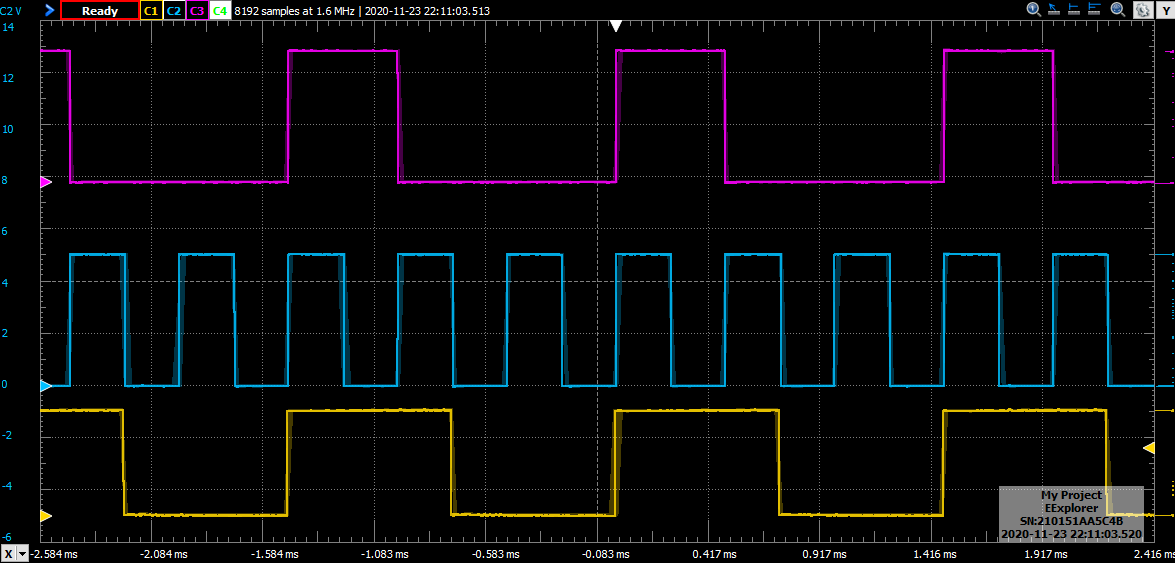 C2 V Ready C1 C2 C3 C4 8192 samples at 1.6 MHz | 2020-11-23 22:11:03.513 Y
14
12
10
8
6
4
2
0
-2
-4
-6
My Project
EExplorer
SN:210151AA5C4B
2020-11-23 22:11:03.520
X -2.584 ms -2.084 ms -1.584 ms -1.083 ms -0.583 ms -0.083 ms 0.417 ms 0.917 ms 1.416 ms 1.917 ms 2.416 ms